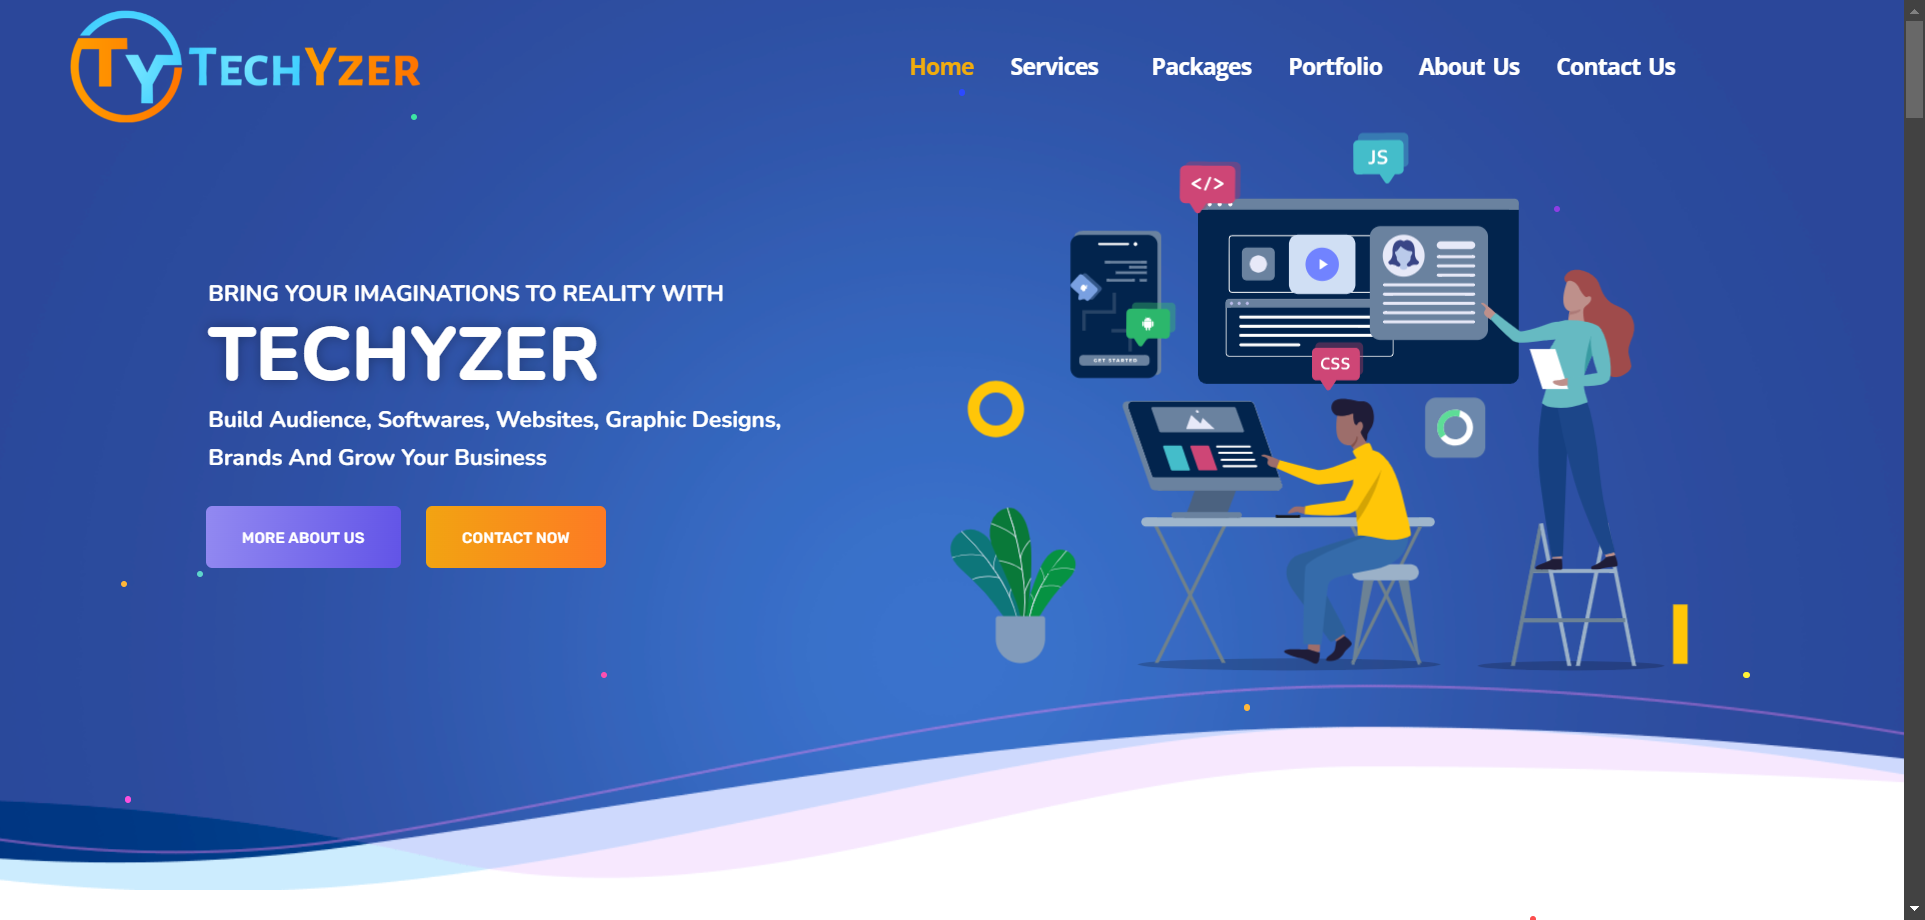 TY TECHYZER
Home Services Packages Portfolio About Us Contact Us
JS
</>
BRING YOUR IMAGINATIONS TO REALITY WITH
TECHYZER
GET STARTED
CSS
Build Audience, Softwares, Websites, Graphic Designs,
Brands And Grow Your Business
MORE ABOUT US
CONTACT NOW